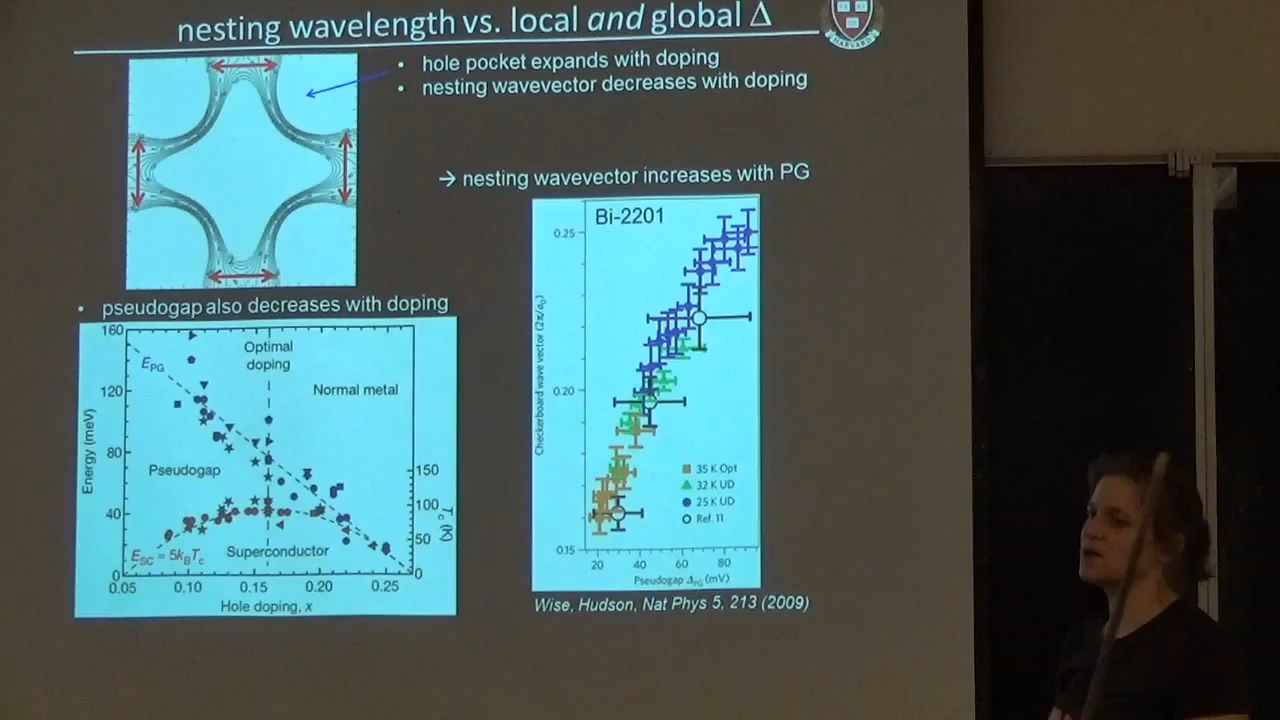 nesting wavelength vs. local and global Δ
HARVARD
• hole pocket expands with doping
• nesting wavevector decreases with doping
→ nesting wavevector increases with PG
• pseudogap also decreases with doping
160
120
80
40
0
Energy (meV)
E_PG
Optimal
doping
Normal metal
Pseudogap
Superconductor
E_SC = 5k_BT_c
150
100
50
0
T_c (K)
0.05 0.10 0.15 0.20 0.25
Hole doping, x
Bi-2201
0.25
0.20
0.15
Checkerboard wave vector (2π/a₀)
35 K Opt
32 K UD
25 K UD
Ref. 11
20 40 60 80
Pseudogap Δ_PG (mV)
Wise, Hudson, Nat Phys 5, 213 (2009)